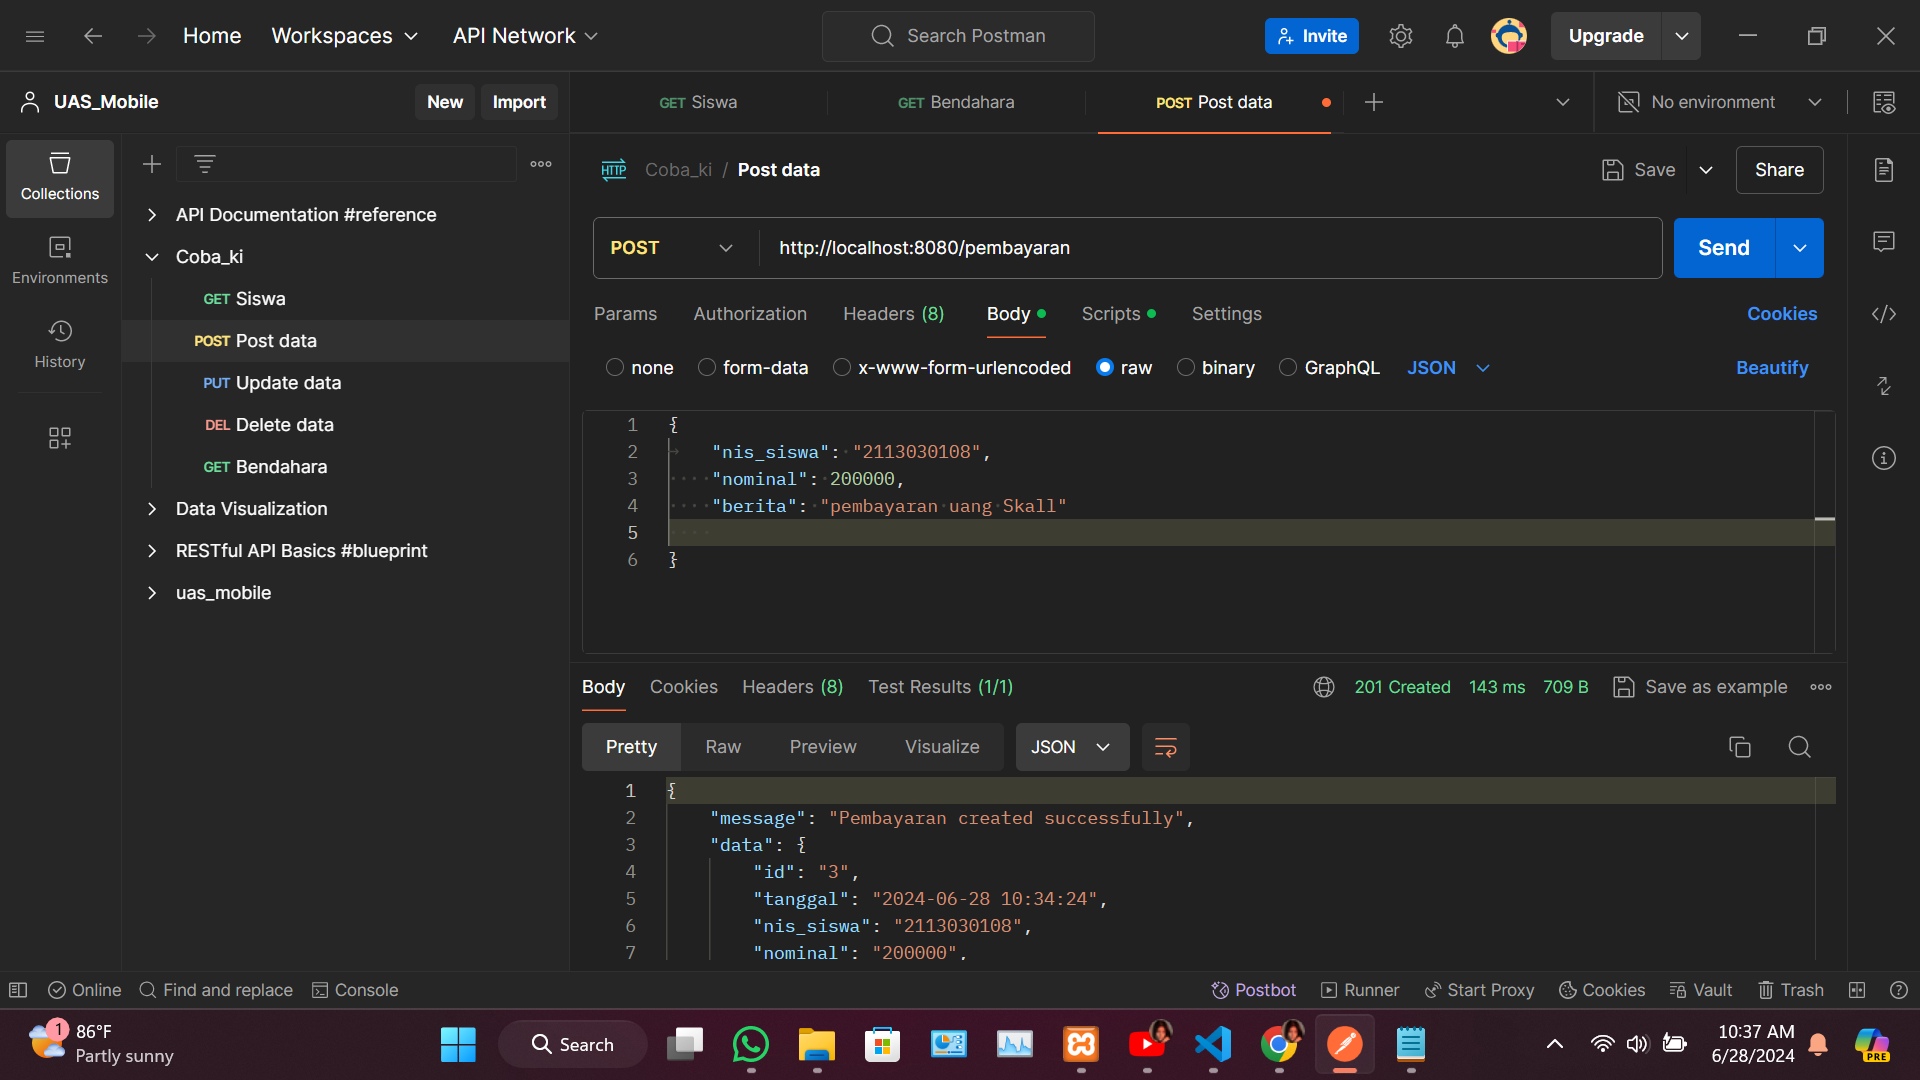 Home
Workspaces
API Network
Search Postman
Invite
Upgrade
UAS_Mobile
New
Import
GET Siswa
GET Bendahara
POST Post data
No environment
Collections
Environments
History
API Documentation #reference
Coba_ki
GET Siswa
POST Post data
PUT Update data
DEL Delete data
GET Bendahara
Data Visualization
RESTful API Basics #blueprint
uas_mobile
HTTP
Coba_ki / Post data
Save
Share
POST
http://localhost:8080/pembayaran
Send
Params
Authorization
Headers (8)
Body
Scripts
Settings
Cookies
none
form-data
x-www-form-urlencoded
raw
binary
GraphQL
JSON
Beautify
1 {
2 "nis_siswa": "2113030108",
3 "nominal": 200000,
4 "berita": "pembayaran uang Skall"
5
6 }
Body
Cookies
Headers (8)
Test Results (1/1)
201 Created
143 ms
709 B
Save as example
Pretty
Raw
Preview
Visualize
JSON
1 {
2 "message": "Pembayaran created successfully",
3 "data": {
4 "id": "3",
5 "tanggal": "2024-06-28 10:34:24",
6 "nis_siswa": "2113030108",
7 "nominal": "200000",
Online
Find and replace
Console
Postbot
Runner
Start Proxy
Cookies
Vault
Trash
1
86°F
Partly sunny
Search
10:37 AM
6/28/2024
PRE